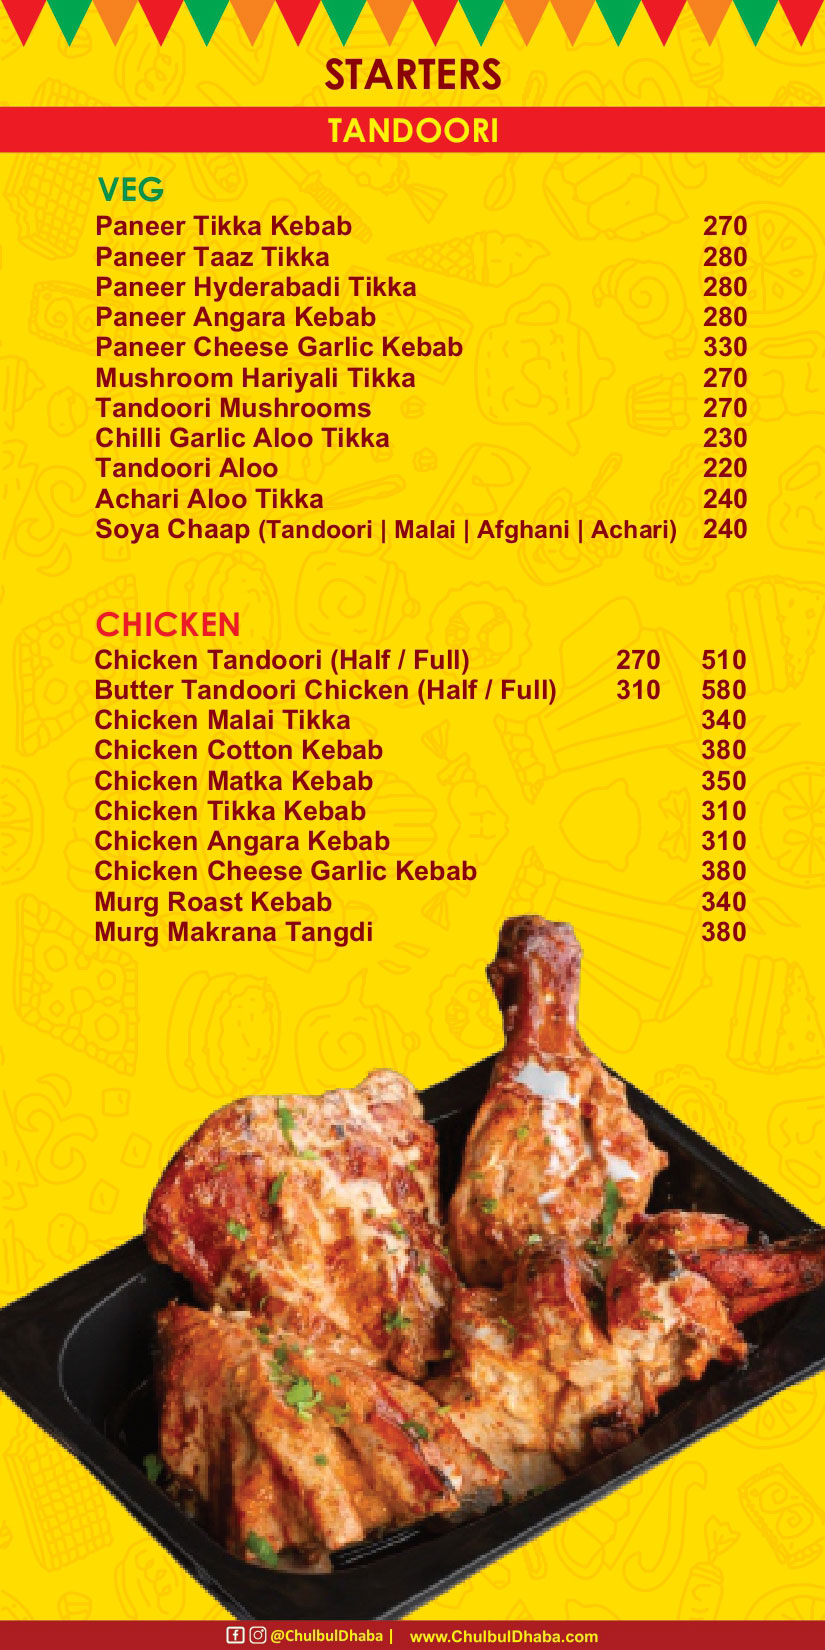 STARTERS
TANDOORI
VEG
Paneer Tikka Kebab 270
Paneer Taaz Tikka 280
Paneer Hyderabadi Tikka 280
Paneer Angara Kebab 280
Paneer Cheese Garlic Kebab 330
Mushroom Hariyali Tikka 270
Tandoori Mushrooms 270
Chilli Garlic Aloo Tikka 230
Tandoori Aloo 220
Achari Aloo Tikka 240
Soya Chaap (Tandoori | Malai | Afghani | Achari) 240
CHICKEN
Chicken Tandoori (Half / Full) 270 510
Butter Tandoori Chicken (Half / Full) 310 580
Chicken Malai Tikka 340
Chicken Cotton Kebab 380
Chicken Matka Kebab 350
Chicken Tikka Kebab 310
Chicken Angara Kebab 310
Chicken Cheese Garlic Kebab 380
Murg Roast Kebab 340
Murg Makrana Tangdi 380
@ChulbulDhaba | www.ChulbulDhaba.com